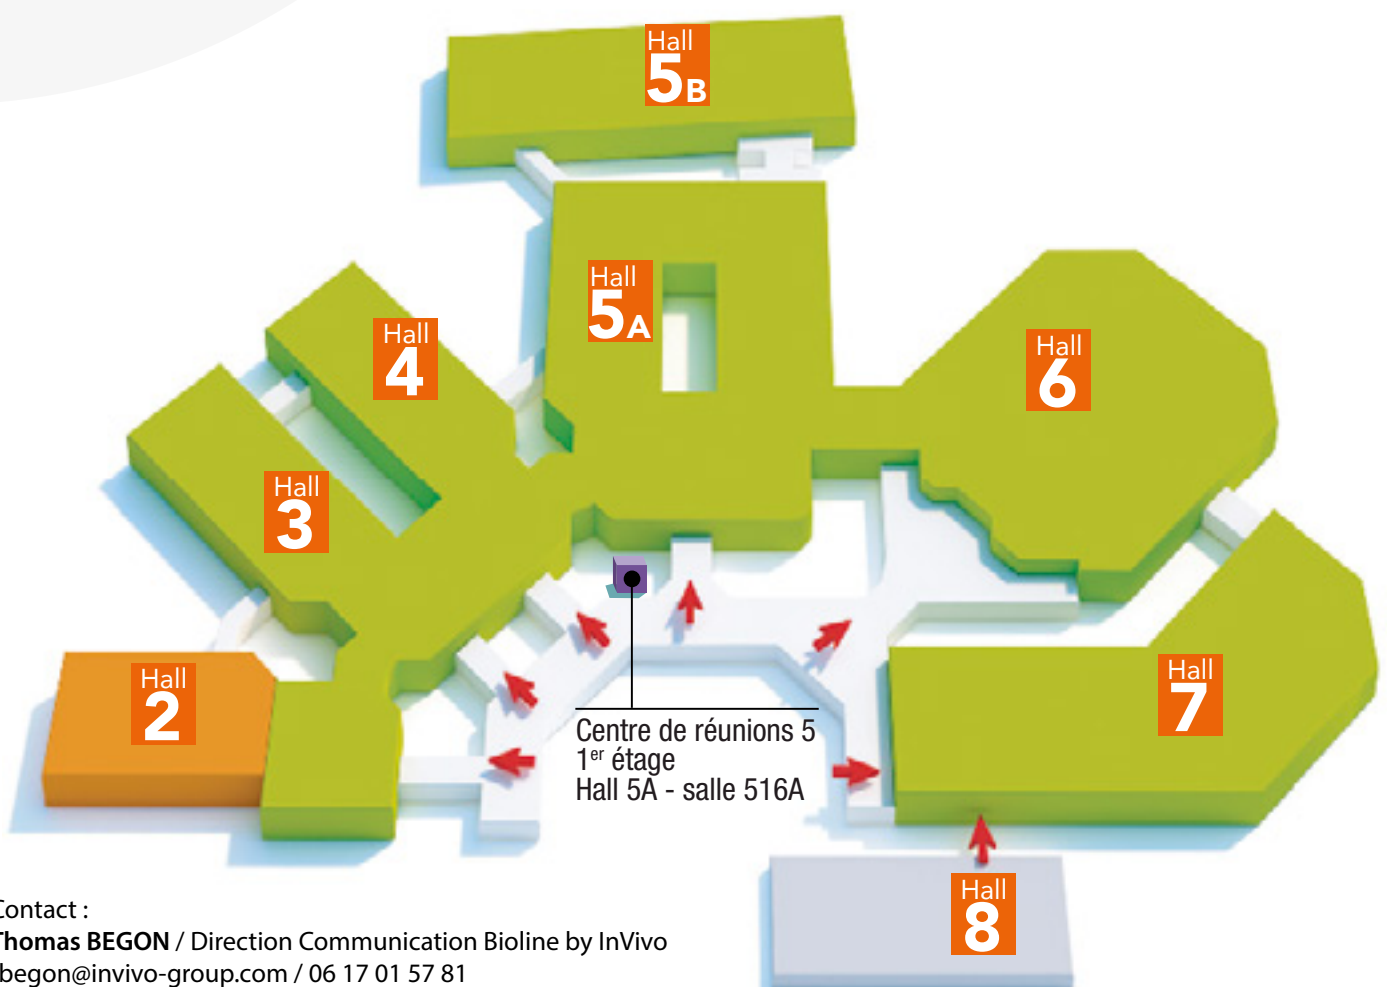 Hall
5B
Hall
5A
Hall
4
Hall
6
Hall
3
Hall
2
Hall
7
Centre de réunions 5
1er étage
Hall 5A - salle 516A
Hall
8
Contact :
Thomas BEGON / Direction Communication Bioline by InVivo
begon@invivo-group.com / 06 17 01 57 81